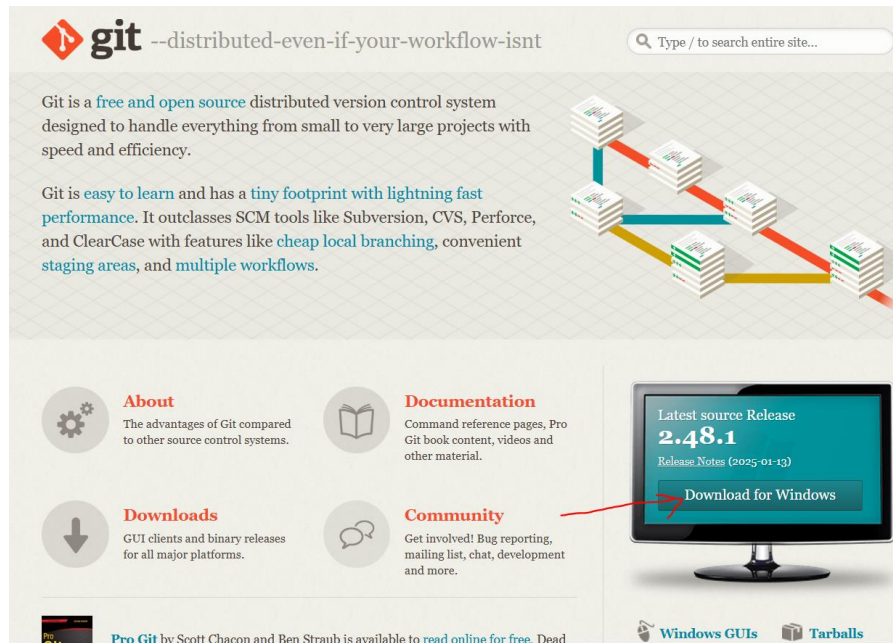 git --distributed-even-if-your-workflow-isnt
Type / to search entire site...
Git is a free and open source distributed version control system
designed to handle everything from small to very large projects with
speed and efficiency.
Git is easy to learn and has a tiny footprint with lightning fast
performance. It outclasses SCM tools like Subversion, CVS, Perforce,
and ClearCase with features like cheap local branching, convenient
staging areas, and multiple workflows.
About
The advantages of Git compared
to other source control systems.
Documentation
Command reference pages, Pro
Git book content, videos and
other material.
Downloads
GUI clients and binary releases
for all major platforms.
Community
Get involved! Bug reporting,
mailing list, chat, development
and more.
Latest source Release
2.48.1
Release Notes (2025-01-13)
Download for Windows
Windows GUIs
Tarballs
Pro
Pro Git by Scott Chacon and Ben Straub is available to read online for free. Dead